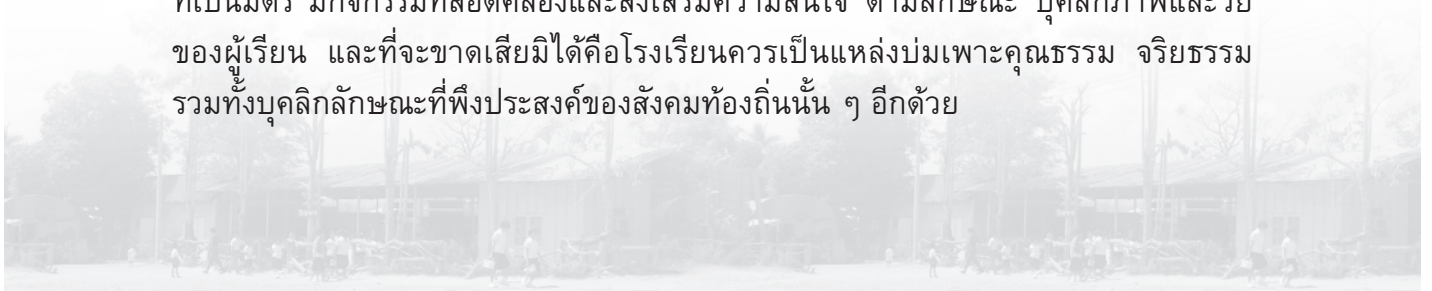 ที่เป็นมิตร มีกิจกรรมที่สอดคล้องและส่งเสริมความสนใจ ตามลักษณะ บุคลิกภาพและวัย
ของผู้เรียน และที่จะขาดเสียมิได้คือโรงเรียนควรเป็นแหล่งบ่มเพาะคุณธรรม จริยธรรม
รวมทั้งบุคลิกลักษณะที่พึงประสงค์ของสังคมท้องถิ่นนั้น ๆ อีกด้วย